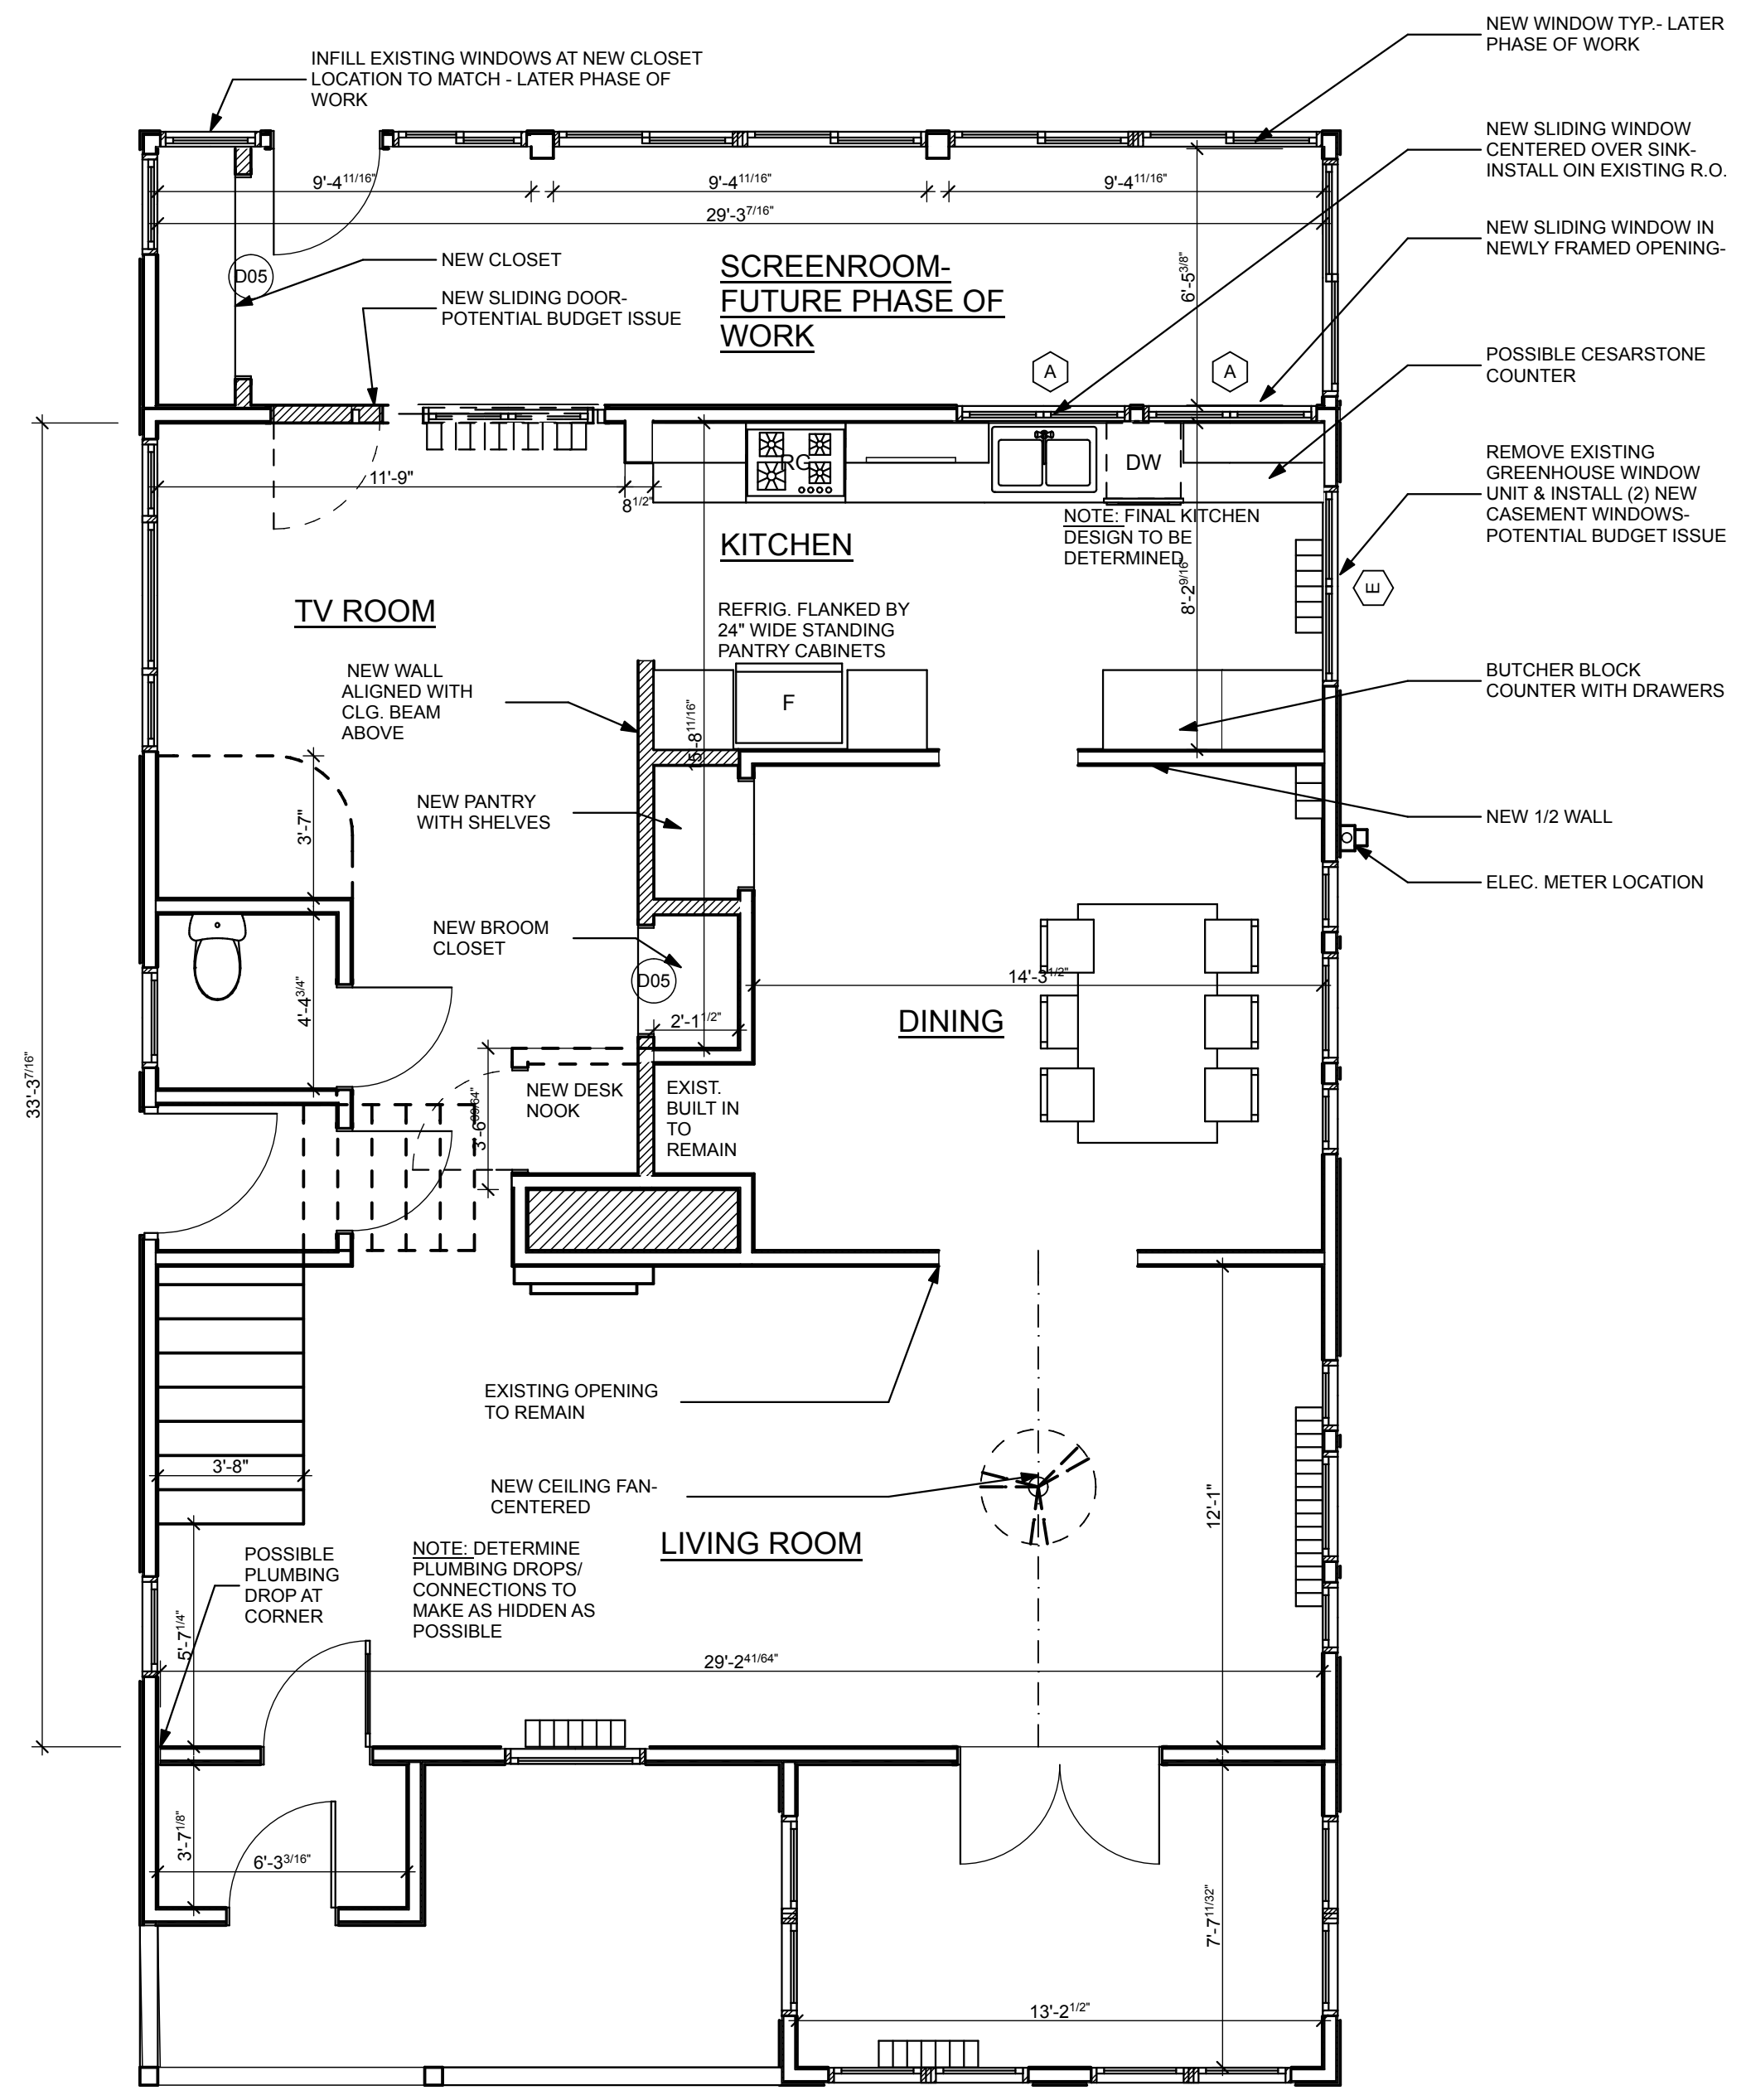 NEW WINDOW TYP.- LATER
PHASE OF WORK
INFILL EXISTING WINDOWS AT NEW CLOSET
LOCATION TO MATCH - LATER PHASE OF
WORK
NEW SLIDING WINDOW
CENTERED OVER SINK-
INSTALL OIN EXISTING R.O.
9'-4 11/16"
9'-4 11/16"
9'-4 11/16"
29'-3 7/16"
NEW SLIDING WINDOW IN
NEWLY FRAMED OPENING-
NEW CLOSET
D05
SCREENROOM-
FUTURE PHASE OF
WORK
6'-5 3/8"
NEW SLIDING DOOR-
POTENTIAL BUDGET ISSUE
A
A
POSSIBLE CESARSTONE
COUNTER
RG
DW
11'-9"
8 1/2"
REMOVE EXISTING
GREENHOUSE WINDOW
UNIT & INSTALL (2) NEW
CASEMENT WINDOWS-
POTENTIAL BUDGET ISSUE
NOTE: FINAL KITCHEN
DESIGN TO BE
DETERMINED
KITCHEN
8'-2 9/16"
E
TV ROOM
REFRIG. FLANKED BY
24" WIDE STANDING
PANTRY CABINETS
NEW WALL
ALIGNED WITH
CLG. BEAM
ABOVE
F
BUTCHER BLOCK
COUNTER WITH DRAWERS
15'-8 11/16"
NEW PANTRY
WITH SHELVES
3'-7"
NEW 1/2 WALL
ELEC. METER LOCATION
NEW BROOM
CLOSET
D05
14'-3 1/2"
4'-4 3/4"
2'-1 1/2"
DINING
33'-3 7/16"
NEW DESK
NOOK
EXIST.
BUILT IN
TO
REMAIN
EXISTING OPENING
TO REMAIN
3'-8"
NEW CEILING FAN-
CENTERED
12'-1"
LIVING ROOM
POSSIBLE
PLUMBING
DROP AT
CORNER
NOTE: DETERMINE
PLUMBING DROPS/
CONNECTIONS TO
MAKE AS HIDDEN AS
POSSIBLE
5'-7 1/4"
29'-2 41/64"
3'-7 1/8"
6'-3 3/16"
7'-7 11/32"
13'-2 1/2"